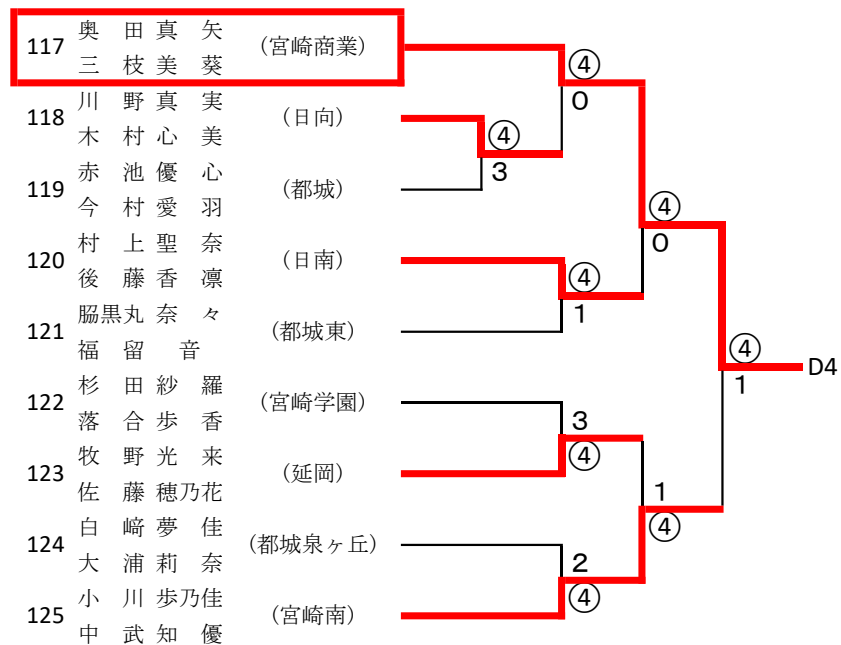 117 奥田真矢 (宮崎商業)
三枝美葵
④
0
118 川野真実 (日向)
木村心美
④
3
119 赤池優心 (都城)
今村愛羽
④
0
120 村上聖奈 (日南)
後藤香凛
④
1
121 脇黒丸奈々 (都城東)
福留音
④
1
D4
122 杉田紗羅 (宮崎学園)
落合歩香
3
④
123 牧野光来 (延岡)
佐藤穂乃花
1
④
124 白﨑夢佳 (都城泉ヶ丘)
大浦莉奈
2
④
125 小川歩乃佳 (宮崎南)
中武知優